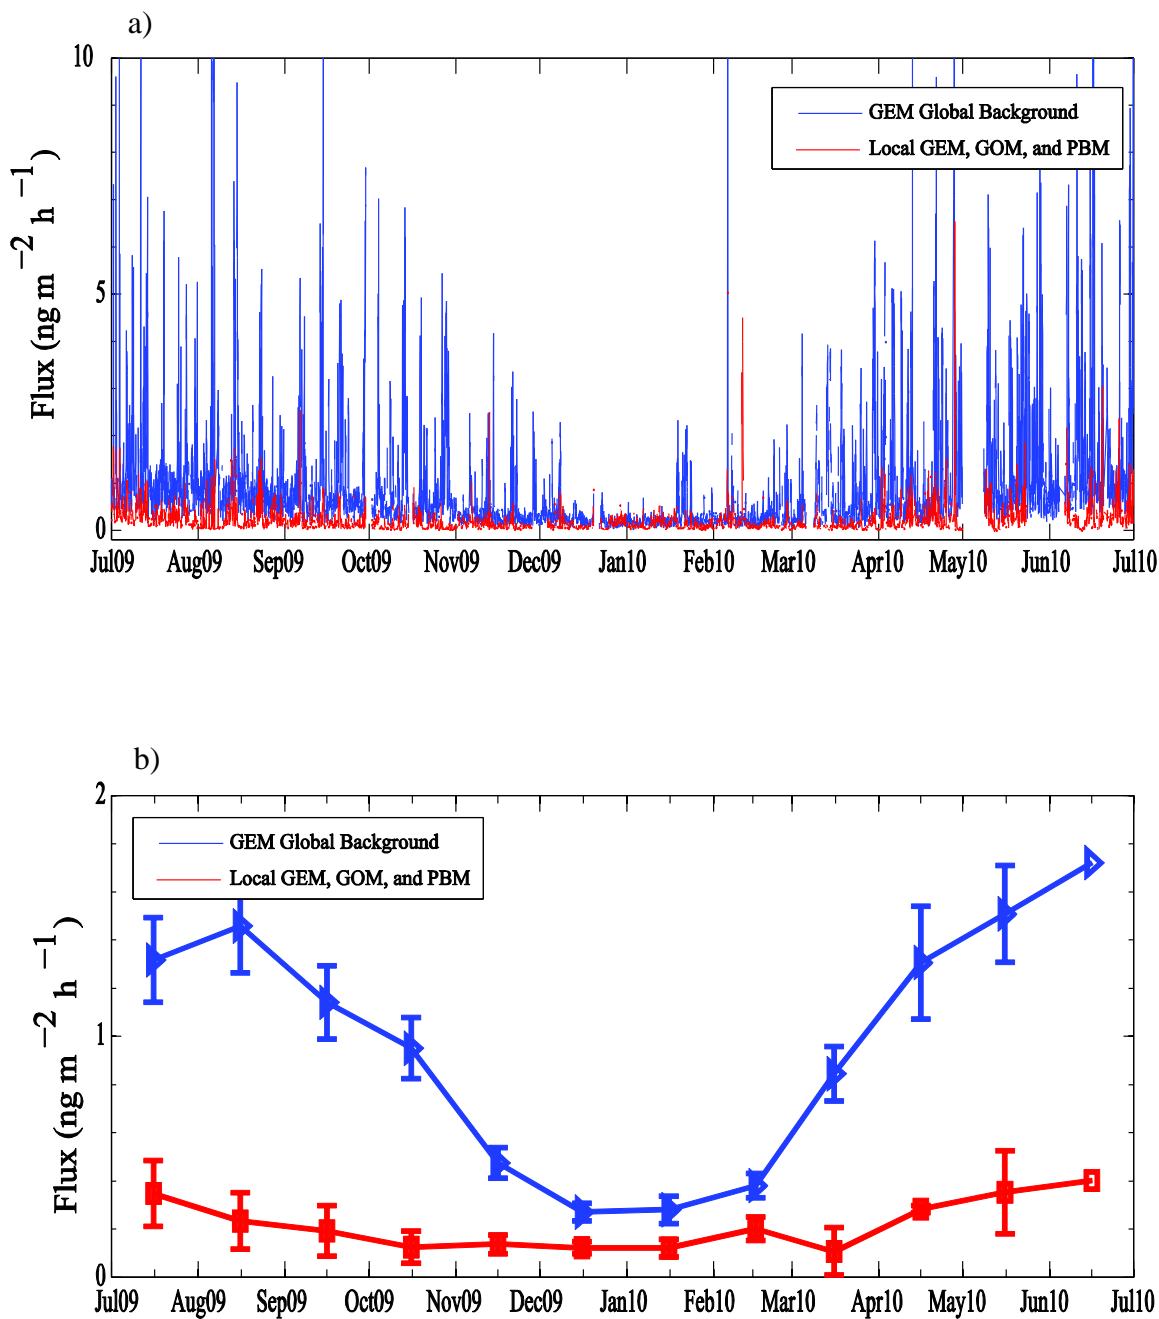 a)
10
GEM Global Background
Local GEM, GOM, and PBM
Flux (ng m −2 h −1)
5
0
Jul09 Aug09 Sep09 Oct09 Nov09 Dec09 Jan10 Feb10 Mar10 Apr10 May10 Jun10 Jul10
b)
2
GEM Global Background
Local GEM, GOM, and PBM
Flux (ng m −2 h −1)
1
0
Jul09 Aug09 Sep09 Oct09 Nov09 Dec09 Jan10 Feb10 Mar10 Apr10 May10 Jun10 Jul10